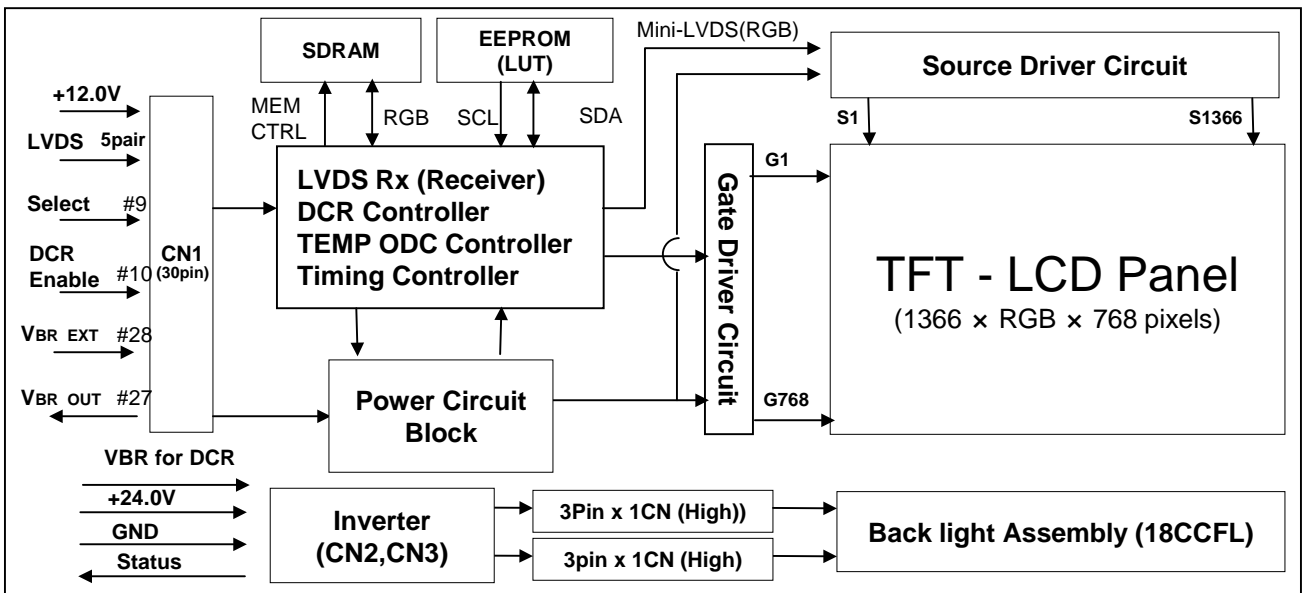 SDRAM
EEPROM
(LUT)
Mini-LVDS(RGB)
Source Driver Circuit
+12.0V
LVDS 5pair
Select #9
DCR
Enable #10
VBR EXT #28
VBR OUT #27
CN1
(30pin)
MEM
CTRL
RGB
SCL
SDA
S1
S1366
LVDS Rx (Receiver)
DCR Controller
TEMP ODC Controller
Timing Controller
G1
Gate Driver Circuit
G768
TFT - LCD Panel
(1366 × RGB × 768 pixels)
Power Circuit
Block
VBR for DCR
+24.0V
GND
Status
Inverter
(CN2,CN3)
3Pin x 1CN (High))
3pin x 1CN (High)
Back light Assembly (18CCFL)